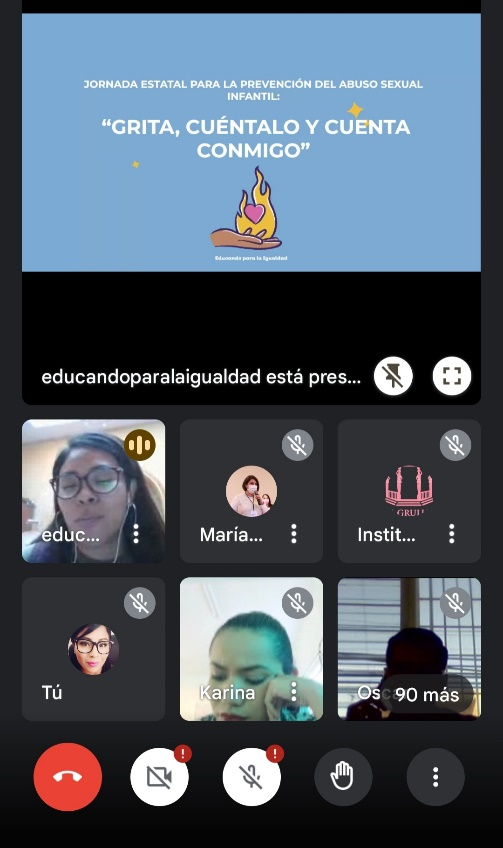 JORNADA ESTATAL PARA LA PREVENCIÓN DEL ABUSO SEXUAL
INFANTIL:
“GRITA, CUÉNTALO Y CUENTA
CONMIGO”
Educando para la Igualdad
educandoparalaigualdad está pres...
educ...
María...
Instit...
Tú
Karina
90 más